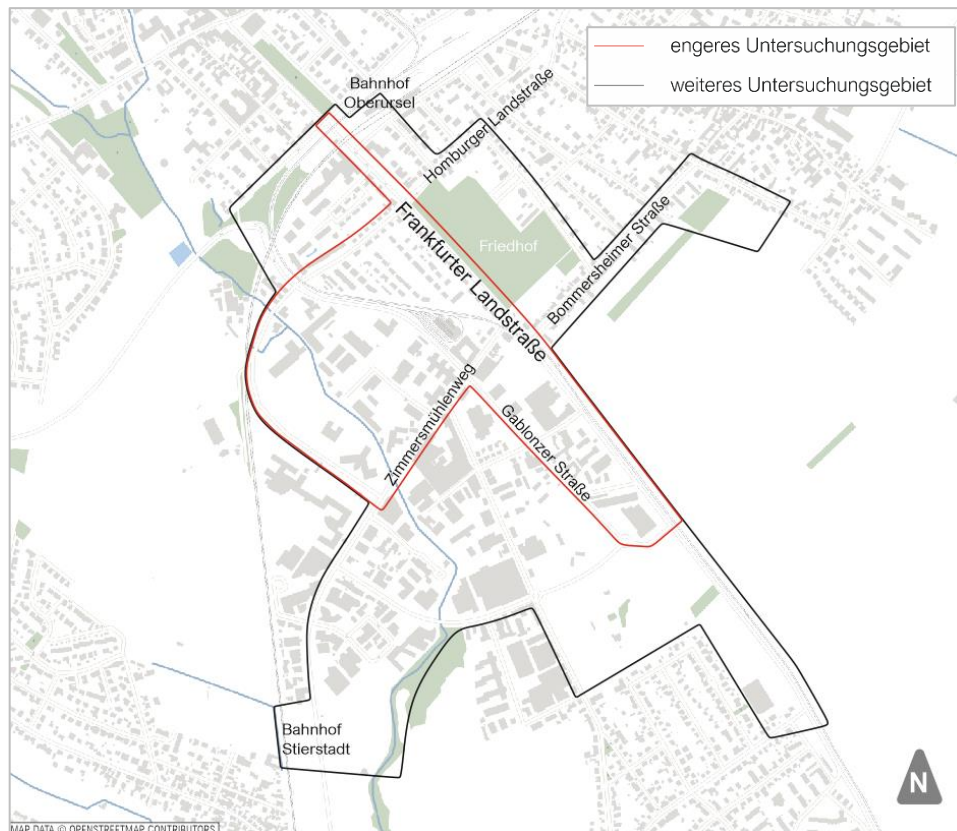 engeres Untersuchungsgebiet
weiteres Untersuchungsgebiet
Bahnhof
Oberursel
Homburger Landstraße
Frankfurter Landstraße
Friedhof
Bommersheimer Straße
Zimmersmühlenweg
Gablonzer Straße
Bahnhof
Stierstadt
N
MAP DATA © OPENSTREETMAP CONTRIBUTORS